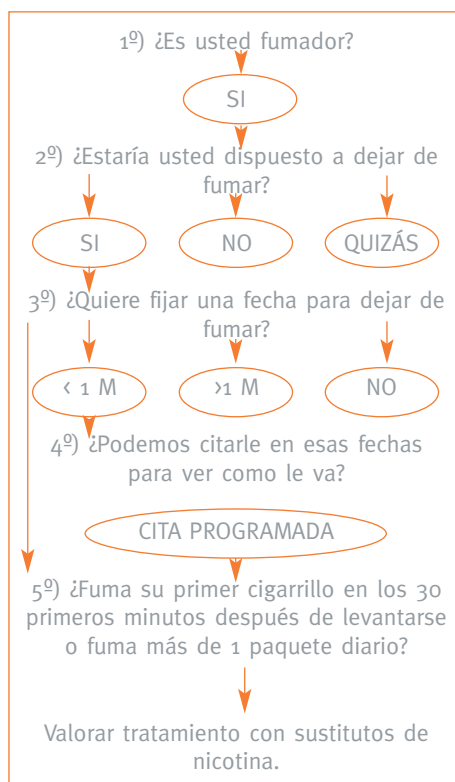 1º) ¿Es usted fumador?
SI
2º) ¿Estaría usted dispuesto a dejar de
fumar?
SI NO QUIZÁS
3º) ¿Quiere fijar una fecha para dejar de
fumar?
< 1 M >1 M NO
4º) ¿Podemos citarle en esas fechas
para ver como le va?
CITA PROGRAMADA
5º) ¿Fuma su primer cigarrillo en los 30
primeros minutos después de levantarse
o fuma más de 1 paquete diario?
Valorar tratamiento con sustitutos de
nicotina.